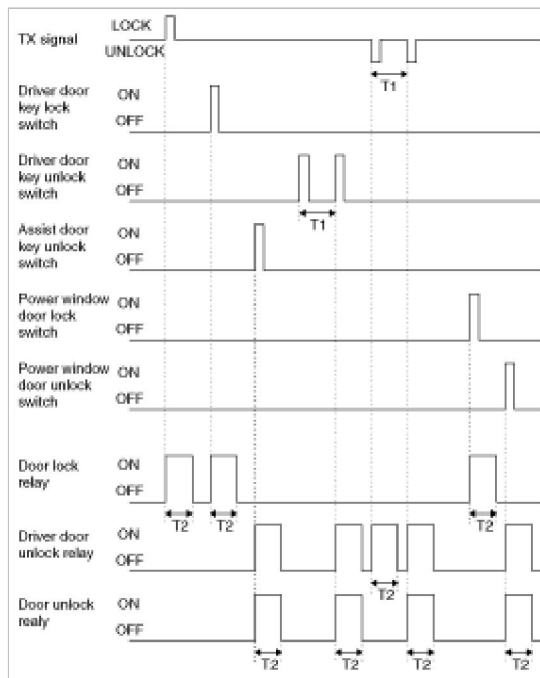 LOCK
TX signal
UNLOCK
T1
Driver door
key lock
switch
ON
OFF
Driver door
key unlock
switch
ON
OFF
T1
Assist door
key unlock
switch
ON
OFF
Power window
door lock
switch
ON
OFF
Power window
door unlock
switch
ON
OFF
Door lock
relay
ON
OFF
T2 T2 T2
Driver door
unlock relay
ON
OFF
T2
Door unlock
realy
ON
OFF
T2 T2 T2 T2